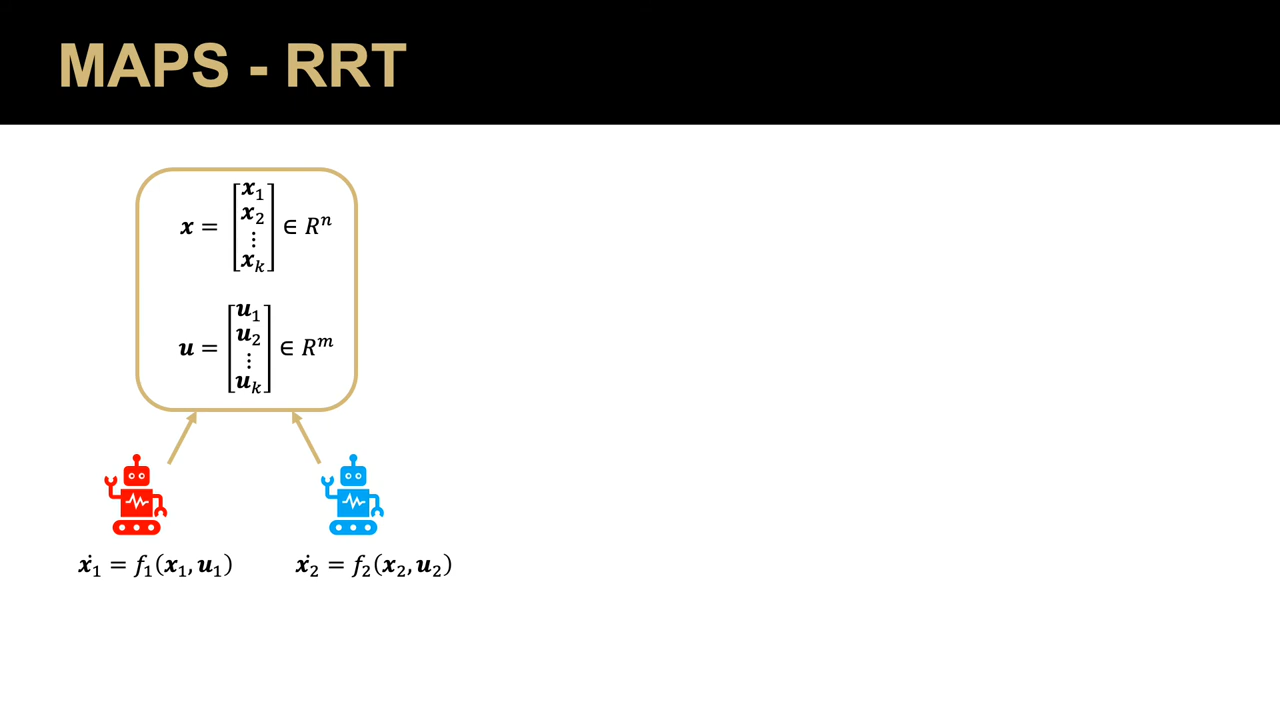 MAPS - RRT
𝒙 = [𝒙₁ 𝒙₂ ⋮ 𝒙ₖ] ∈ Rⁿ
𝒖 = [𝒖₁ 𝒖₂ ⋮ 𝒖ₖ] ∈ Rᵐ
𝒙̇₁ = f₁(𝒙₁, 𝒖₁)
𝒙̇₂ = f₂(𝒙₂, 𝒖₂)